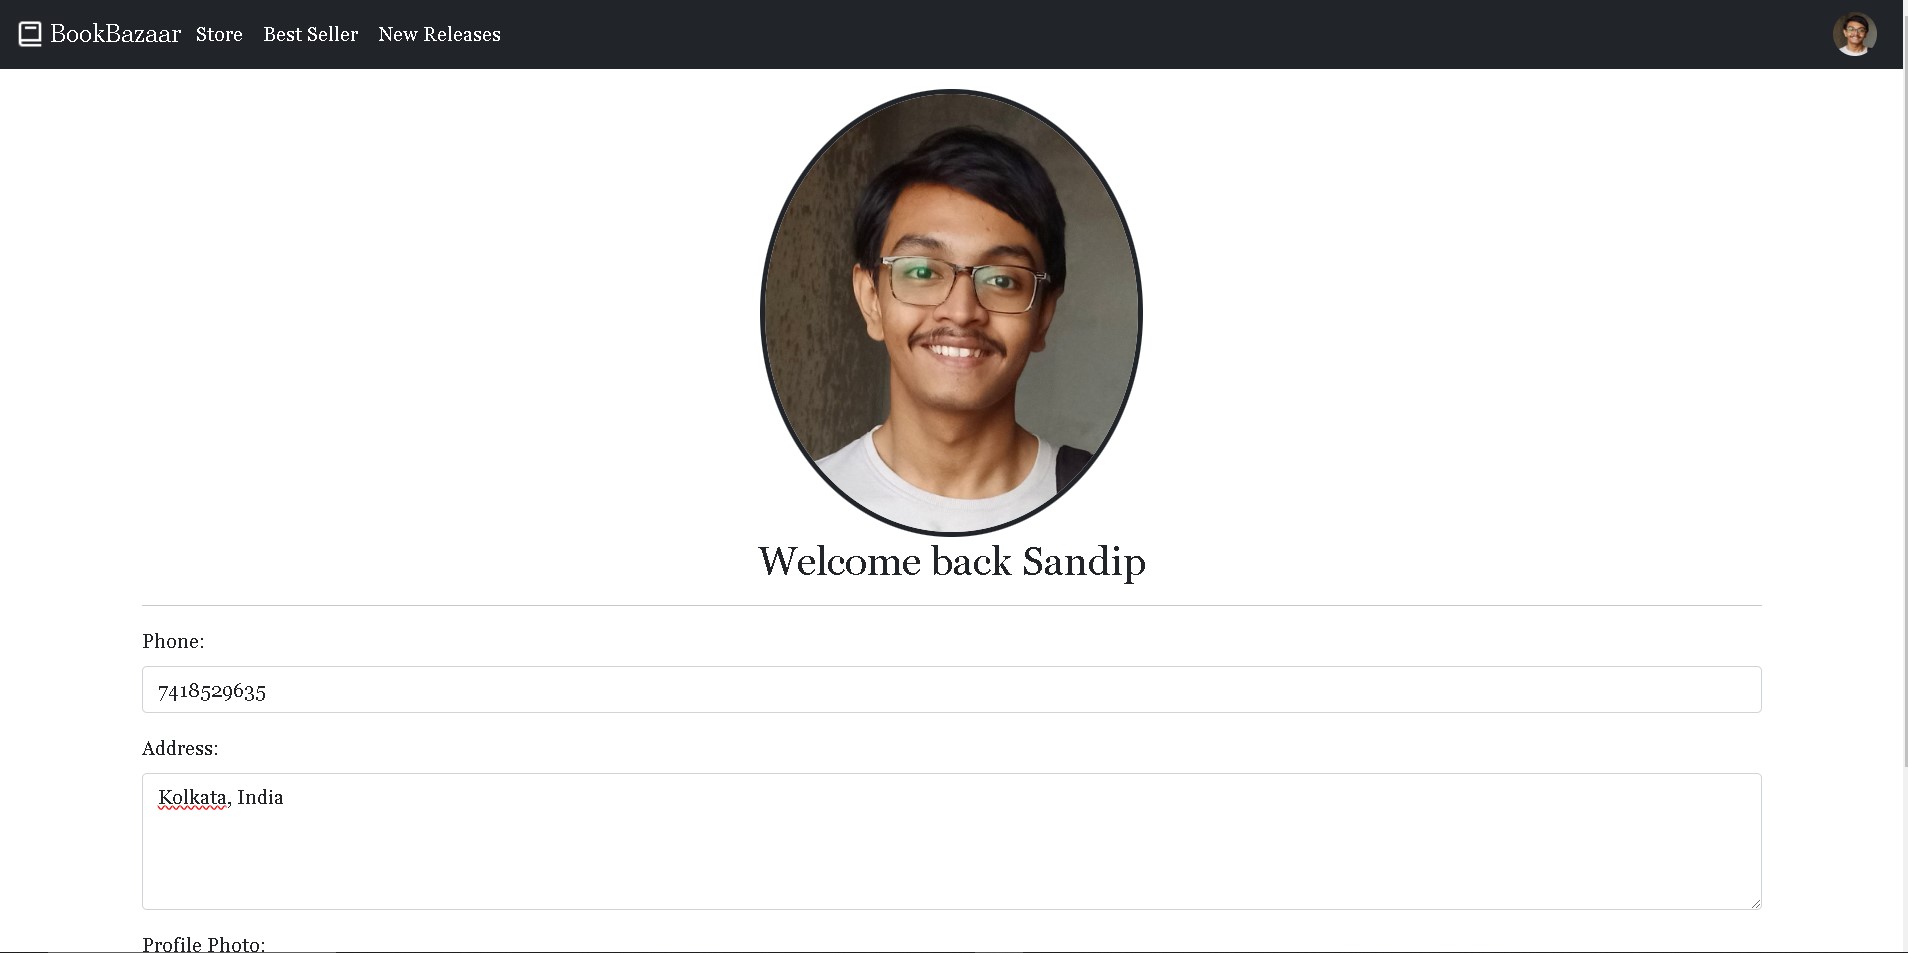 BookBazaar Store Best Seller New Releases
Welcome back Sandip
Phone:
7418529635
Address:
Kolkata, India
Profile Photo: